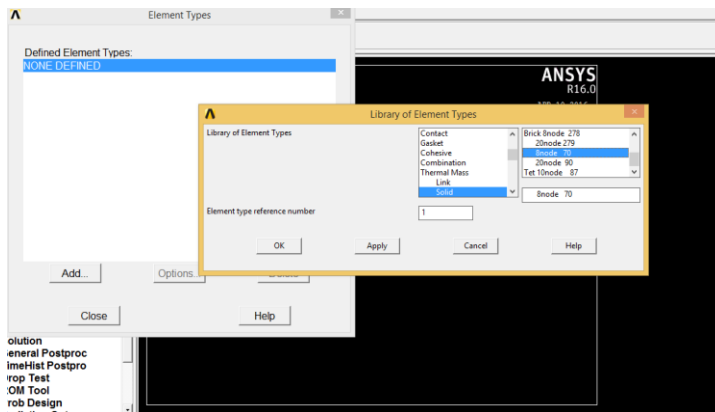 Element Types
Defined Element Types:
NONE DEFINED
ANSYS
R16.0
Library of Element Types
Library of Element Types
Contact
Gasket
Cohesive
Combination
Thermal Mass
Link
Solid
Brick 8node 278
20node 279
8node 70
20node 90
Tet 10node 87
8node 70
Element type reference number
1
OK
Apply
Cancel
Help
Add...
Options...
Close
Help
olution
eneral Postproc
imeHist Postpro
rop Test
OM Tool
rob Design